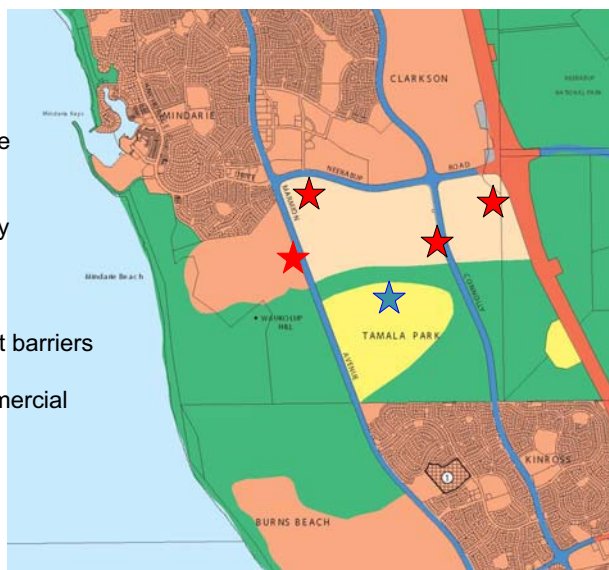 e
y
t barriers
mercial
CLARKSON
NEERABUP
NATIONAL PARK
Mindarie Keys
MINDARIE
NEERABUP
ROAD
MARMION
Mindarie Beach
WAUKOLUP
HILL
CONNOLLY
TAMALA PARK
AVENUE
KINROSS
1
BURNS BEACH